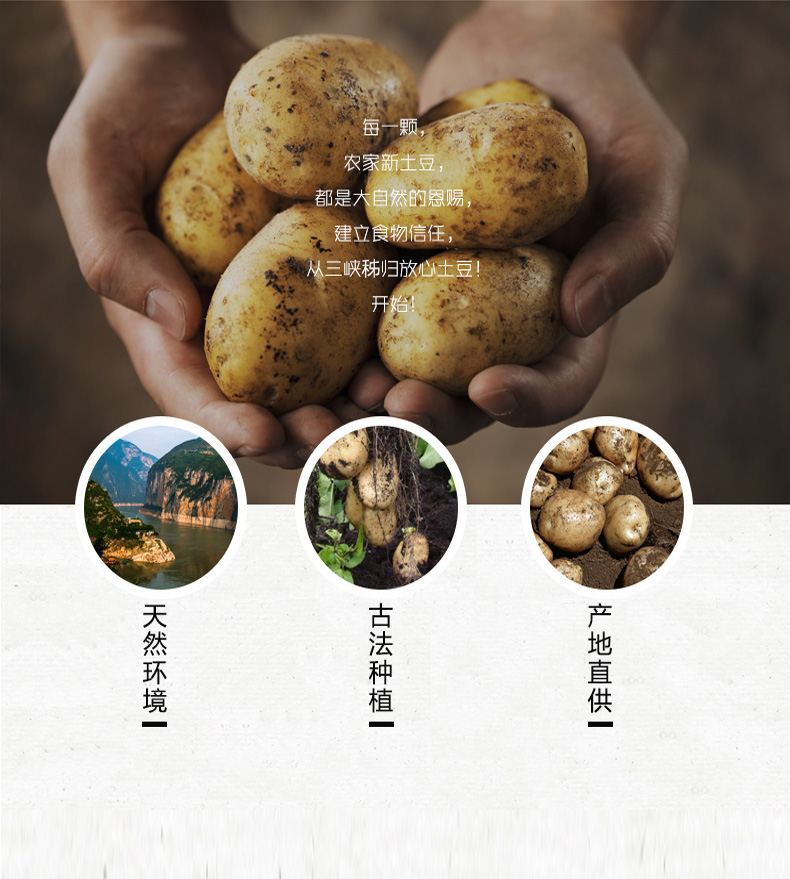 每一颗，
农家新土豆，
都是大自然的恩赐，
建立食物信任，
从三峡秭归放心土豆！
开始！
天然环境
古法种植
产地直供